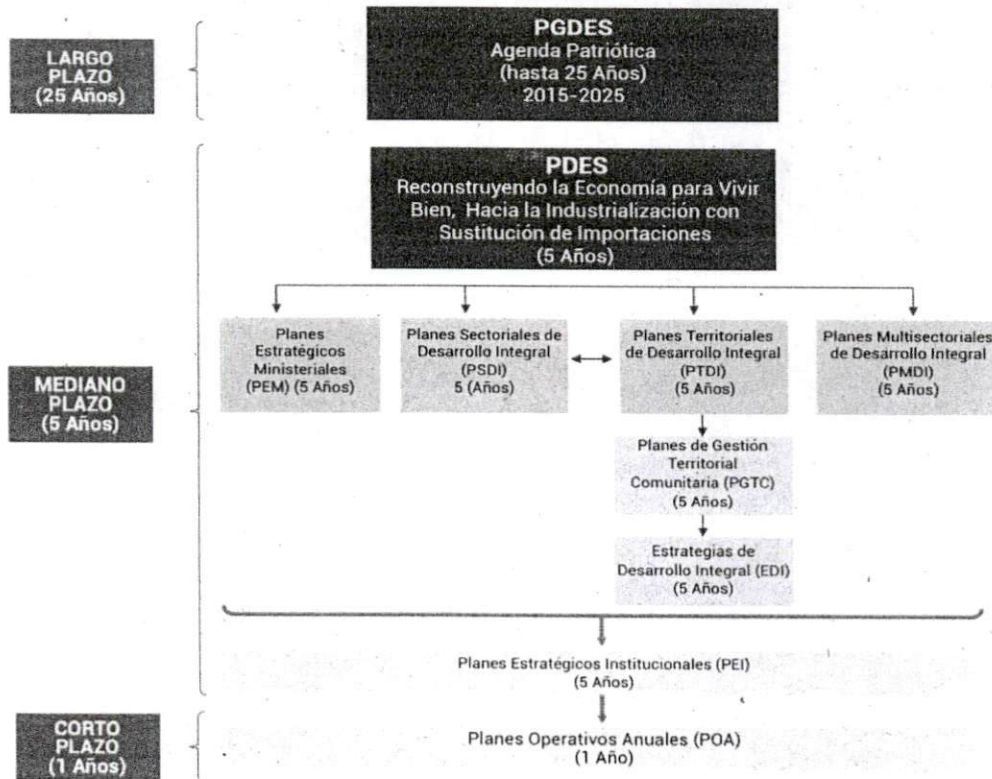 LARGO
PLAZO
(25 Años)
PGDES
Agenda Patriótica
(hasta 25 Años)
2015-2025
MEDIANO
PLAZO
(5 Años)
PDES
Reconstruyendo la Economía para Vivir
Bien, Hacia la Industrialización con
Sustitución de Importaciones
(5 Años)
Planes
Estratégicos
Ministeriales
(PEM) (5 Años)
Planes Sectoriales de
Desarrollo Integral
(PSDI)
5 (Años)
Planes Territoriales
de Desarrollo Integral
(PTDI)
(5 Años)
Planes Multisectoriales
de Desarrollo Integral
(PMDI)
(5 Años)
Planes de Gestión
Territorial
Comunitaria (PGTC)
(5 Años)
Estrategias de
Desarrollo Integral (EDI)
(5 Años)
Planes Estratégicos Institucionales (PEI)
(5 Años)
CORTO
PLAZO
(1 Años)
Planes Operativos Anuales (POA)
(1 Año)